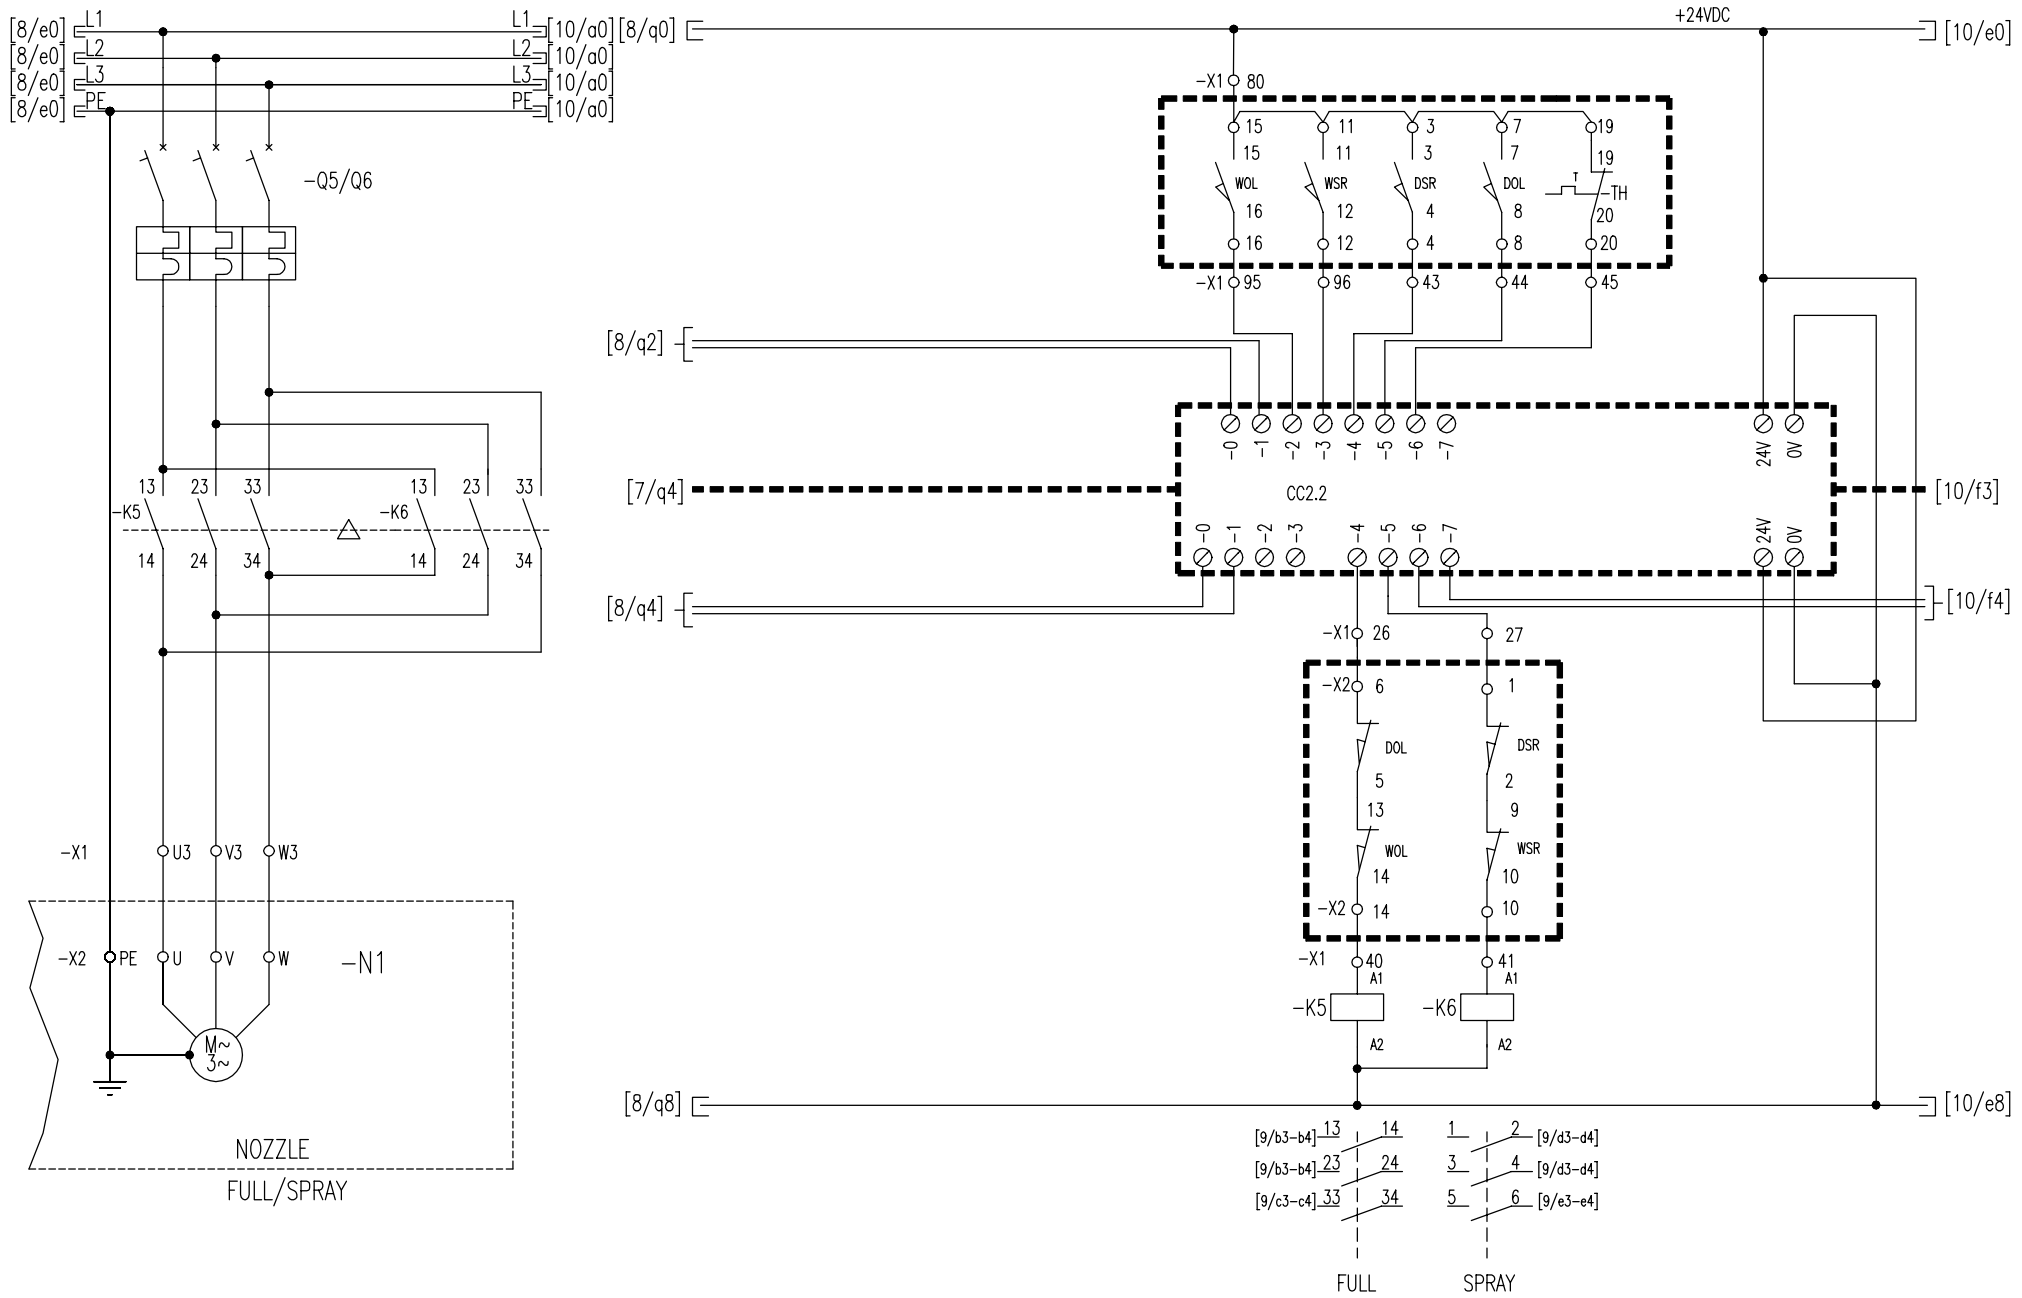 [8/e0] L1 L1 [10/a0] [8/q0] +24VDC [10/e0]
[8/e0] L2 L2 [10/a0]
[8/e0] L3 L3 [10/a0]
[8/e0] PE PE [10/a0]
-Q5/Q6
-X1 80
15 11 3 7 19
15 11 3 7 19
WOL WSR DSR DOL T -TH
16 12 4 8 20
16 12 4 8 20
-X1 95 96 43 44 45
[8/q2]
-0 -1 -2 -3 -4 -5 -6 -7 24V 0V
[7/q4] CC2.2 [10/f3]
-0 -1 -2 -3 -4 -5 -6 -7 24V 0V
13 23 33 13 23 33
-K5 -K6
14 24 34 14 24 34
[8/q4] [10/f4]
-X1 26 27
-X2 6 1
DOL DSR
5 2
13 9
WOL WSR
14 10
-X2 14 10
-X1 40 41
A1 A1
-K5 -K6
A2 A2
-X1 U3 V3 W3
-X2 PE U V W -N1
M~
3~
NOZZLE
FULL/SPRAY
[8/q8] [10/e8]
[9/b3-b4] 13 14 1 2 [9/d3-d4]
[9/b3-b4] 23 24 3 4 [9/d3-d4]
[9/c3-c4] 33 34 5 6 [9/e3-e4]
FULL SPRAY